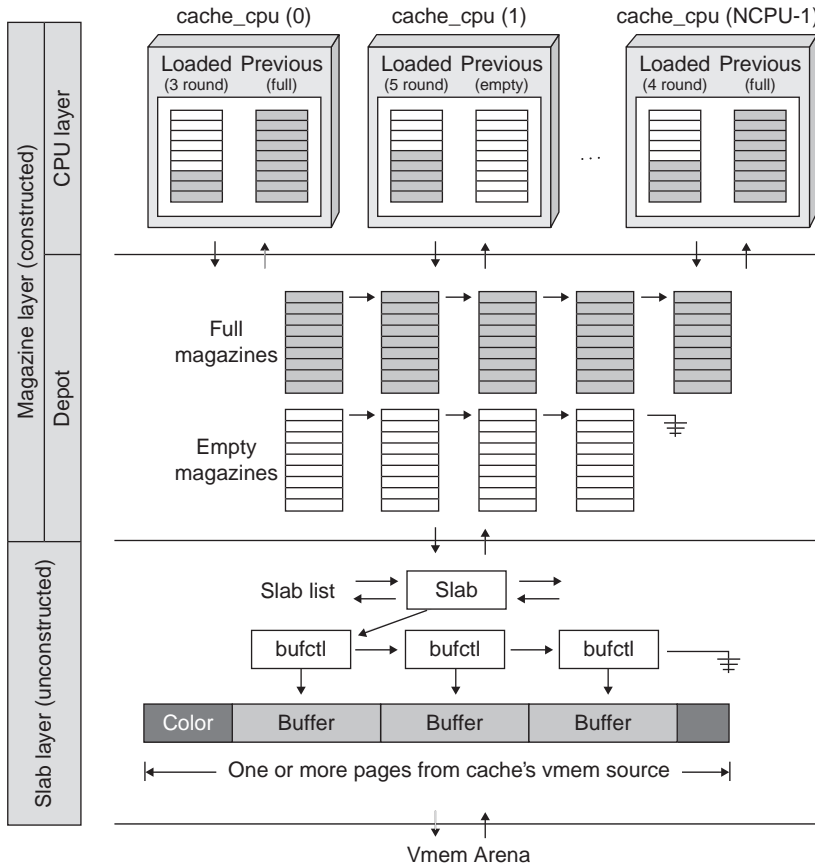 cache_cpu (0)
cache_cpu (1)
cache_cpu (NCPU-1)
Loaded Previous
(3 round) (full)
Loaded Previous
(5 round) (empty)
Loaded Previous
(4 round) (full)
. . .
Magazine layer (constructed)
CPU layer
Depot
Full
magazines
Empty
magazines
Slab layer (unconstructed)
Slab list
Slab
bufctl
bufctl
bufctl
Color
Buffer
Buffer
Buffer
One or more pages from cache's vmem source
Vmem Arena